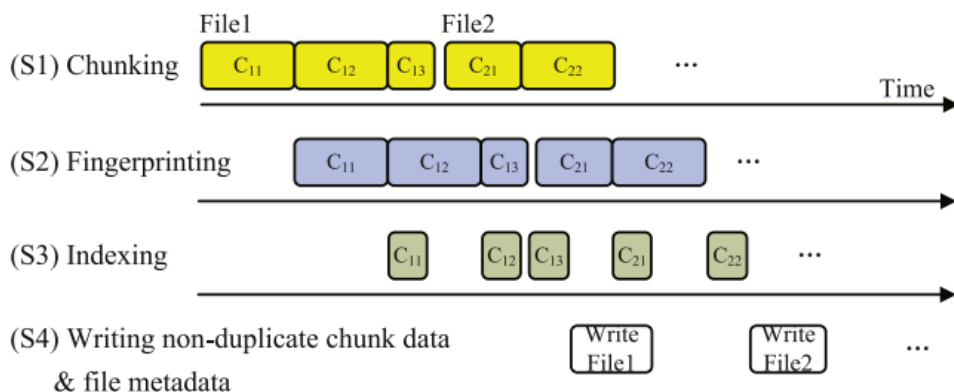 File1 File2
(S1) Chunking C₁₁ C₁₂ C₁₃ C₂₁ C₂₂ ...
Time
(S2) Fingerprinting C₁₁ C₁₂ C₁₃ C₂₁ C₂₂ ...
(S3) Indexing C₁₁ C₁₂ C₁₃ C₂₁ C₂₂ ...
(S4) Writing non-duplicate chunk data
& file metadata
Write
File1
Write
File2
...